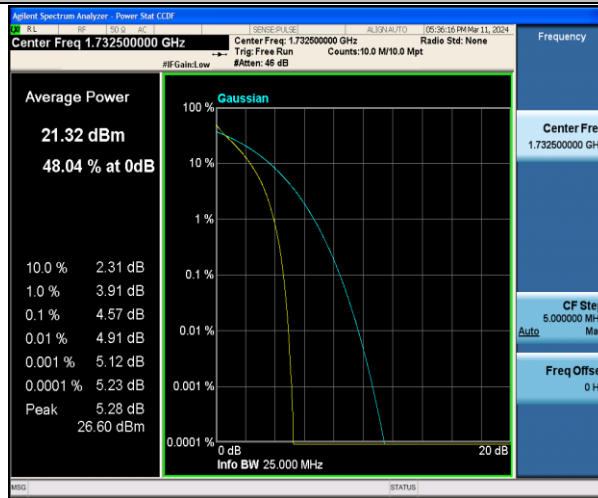 Agilent Spectrum Analyzer - Power Stat CCDF
RL RF 50 Ω AC SENSE:PULSE ALIGNAUTO 05:36:16 PM Mar 11, 2024
Center Freq 1.732500000 GHz
Center Freq: 1.732500000 GHz Radio Std: None
Trig: Free Run Counts:10.0 M/10.0 Mpt
#IFGain:Low #Atten: 46 dB
Frequency
Average Power
21.32 dBm
48.04 % at 0dB
10.0 % 2.31 dB
1.0 % 3.91 dB
0.1 % 4.57 dB
0.01 % 4.91 dB
0.001 % 5.12 dB
0.0001 % 5.23 dB
Peak 5.28 dB
26.60 dBm
Gaussian
100 %
10 %
1 %
0.1 %
0.01 %
0.001 %
0.0001 %
0 dB 20 dB
Info BW 25.000 MHz
Center Fre
1.732500000 GH
CF Ste
5.000000 MH
Auto Ma
Freq Offse
0 H
MSG STATUS